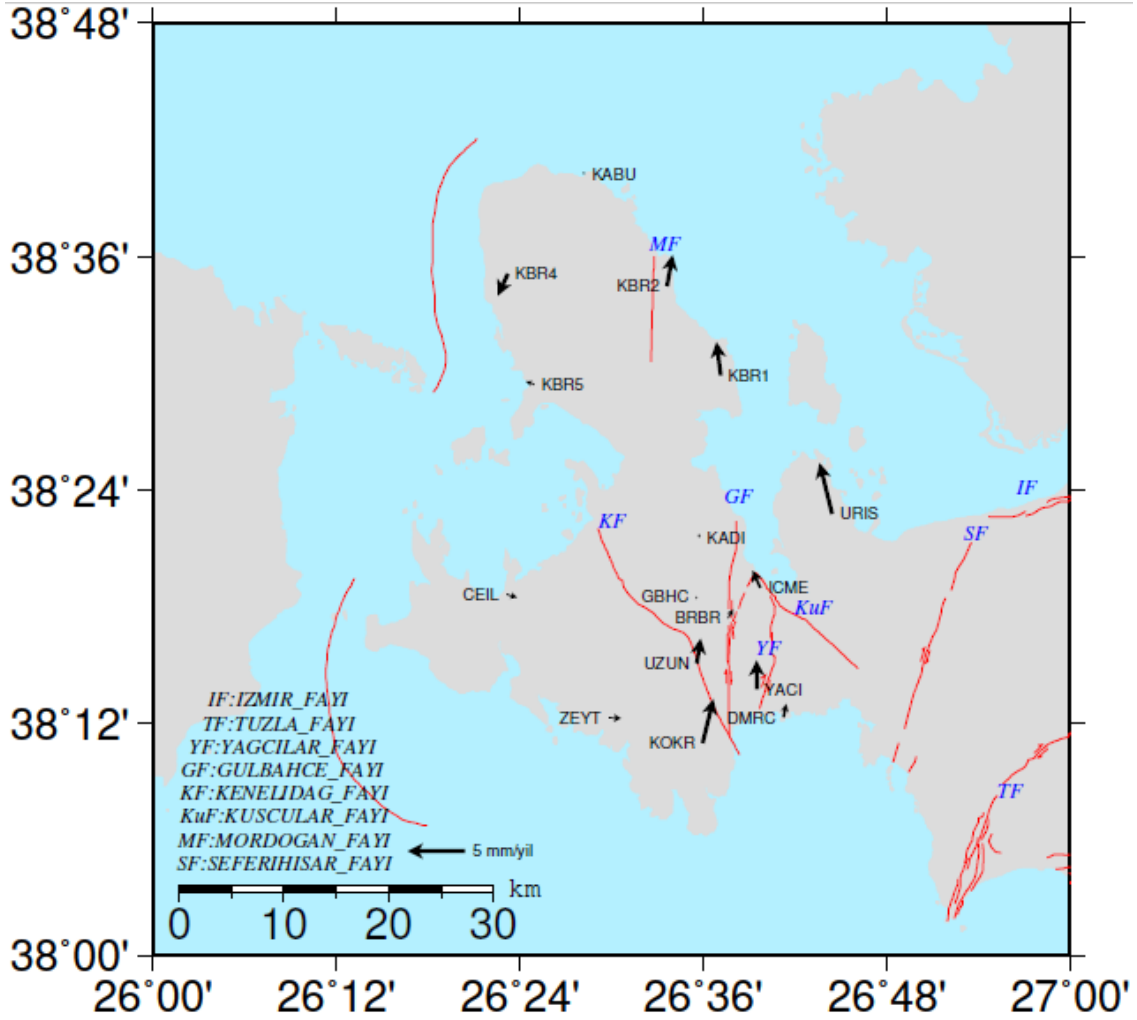 38°48'
KABU
MF
38°36'
KBR4
KBR2
KBR1
KBR5
38°24'
IF
GF
URIS
KF
SF
KADI
ICME
CEIL
GBHC
KuF
BRBR
YF
UZUN
YACI
IF:IZMIR_FAYI
ZEYT
DMRC
38°12'
TF:TUZLA_FAYI
KOKR
YF:YAGCILAR_FAYI
GF:GULBAHCE_FAYI
TF
KF:KENELIDAG_FAYI
KuF:KUSCULAR_FAYI
MF:MORDOGAN_FAYI
5 mm/yil
SF:SEFERIHISAR_FAYI
km
0 10 20 30
38°00'
26°00' 26°12' 26°24' 26°36' 26°48' 27°00'